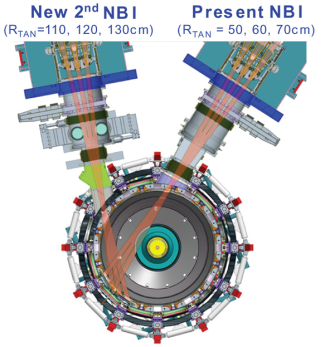 New 2nd NBI
(RTAN=110, 120, 130cm)
Present NBI
(RTAN = 50, 60, 70cm)